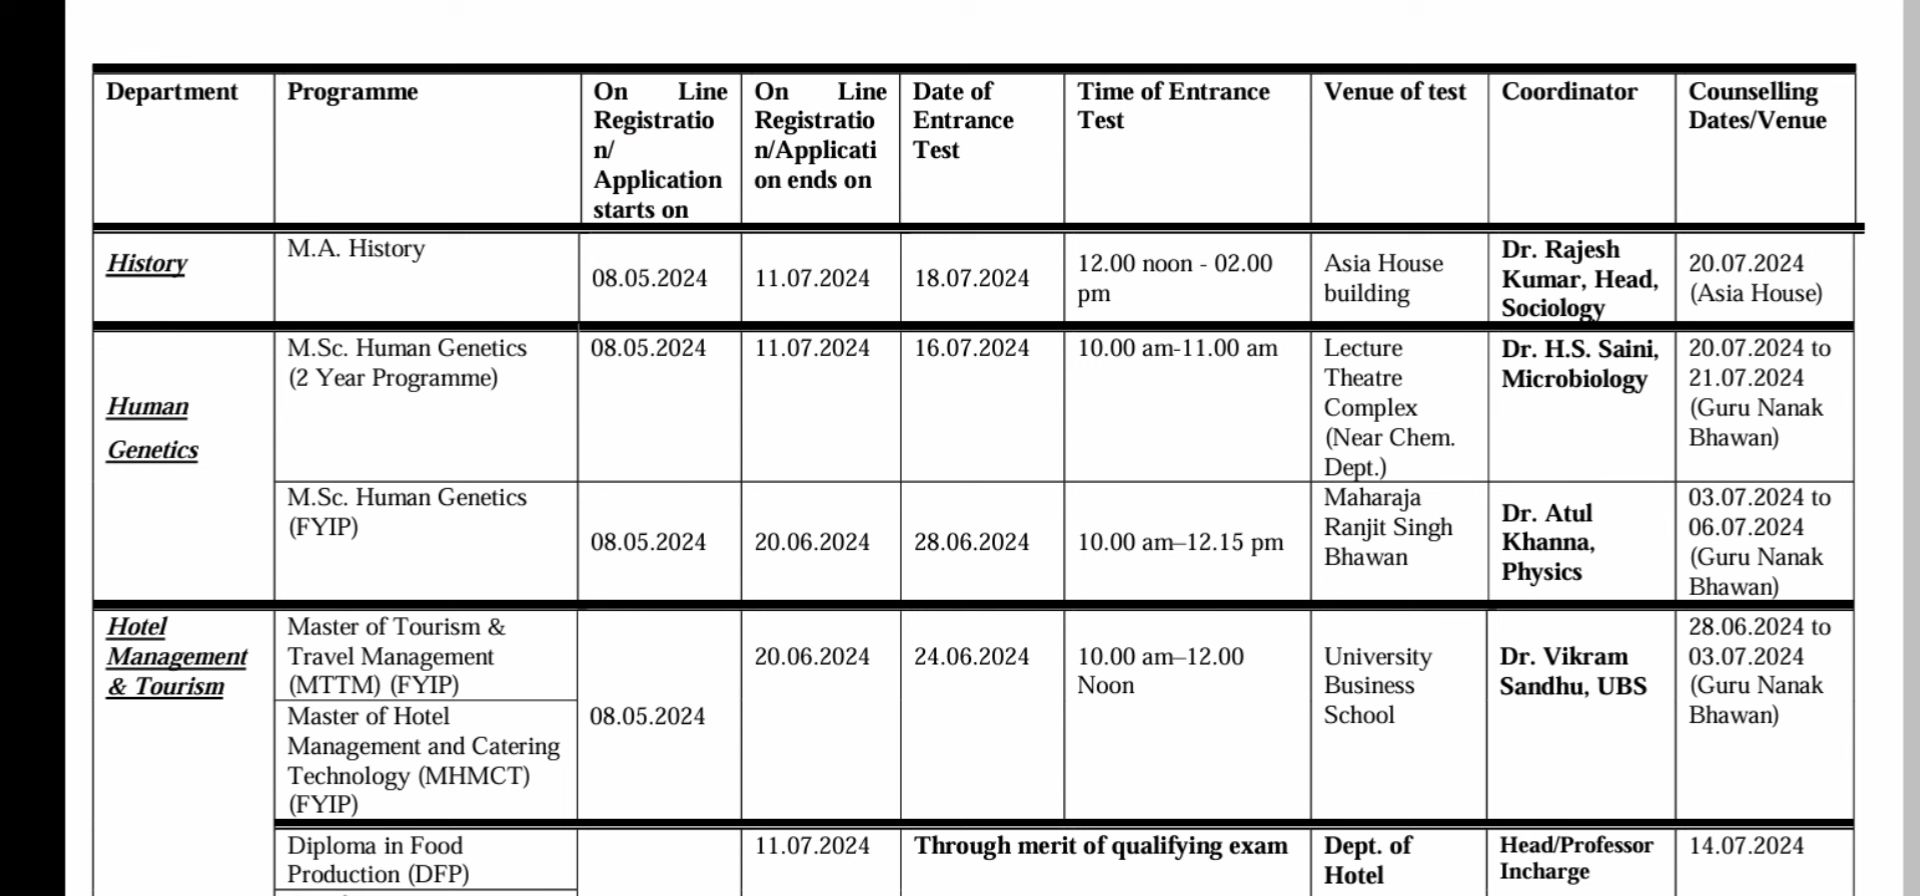 Department
Programme
On Line
Registratio
n/
Application
starts on
On Line
Registratio
n/Applicati
on ends on
Date of
Entrance
Test
Time of Entrance
Test
Venue of test
Coordinator
Counselling
Dates/Venue
History
M.A. History
08.05.2024
11.07.2024
18.07.2024
12.00 noon - 02.00
pm
Asia House
building
Dr. Rajesh
Kumar, Head,
Sociology
20.07.2024
(Asia House)
Human
Genetics
M.Sc. Human Genetics
(2 Year Programme)
08.05.2024
11.07.2024
16.07.2024
10.00 am-11.00 am
Lecture
Theatre
Complex
(Near Chem.
Dept.)
Dr. H.S. Saini,
Microbiology
20.07.2024 to
21.07.2024
(Guru Nanak
Bhawan)
M.Sc. Human Genetics
(FYIP)
08.05.2024
20.06.2024
28.06.2024
10.00 am–12.15 pm
Maharaja
Ranjit Singh
Bhawan
Dr. Atul
Khanna,
Physics
03.07.2024 to
06.07.2024
(Guru Nanak
Bhawan)
Hotel
Management
& Tourism
Master of Tourism &
Travel Management
(MTTM) (FYIP)
Master of Hotel
Management and Catering
Technology (MHMCT)
(FYIP)
08.05.2024
20.06.2024
24.06.2024
10.00 am–12.00
Noon
University
Business
School
Dr. Vikram
Sandhu, UBS
28.06.2024 to
03.07.2024
(Guru Nanak
Bhawan)
Diploma in Food
Production (DFP)
11.07.2024
Through merit of qualifying exam
Dept. of
Hotel
Head/Professor
Incharge
14.07.2024